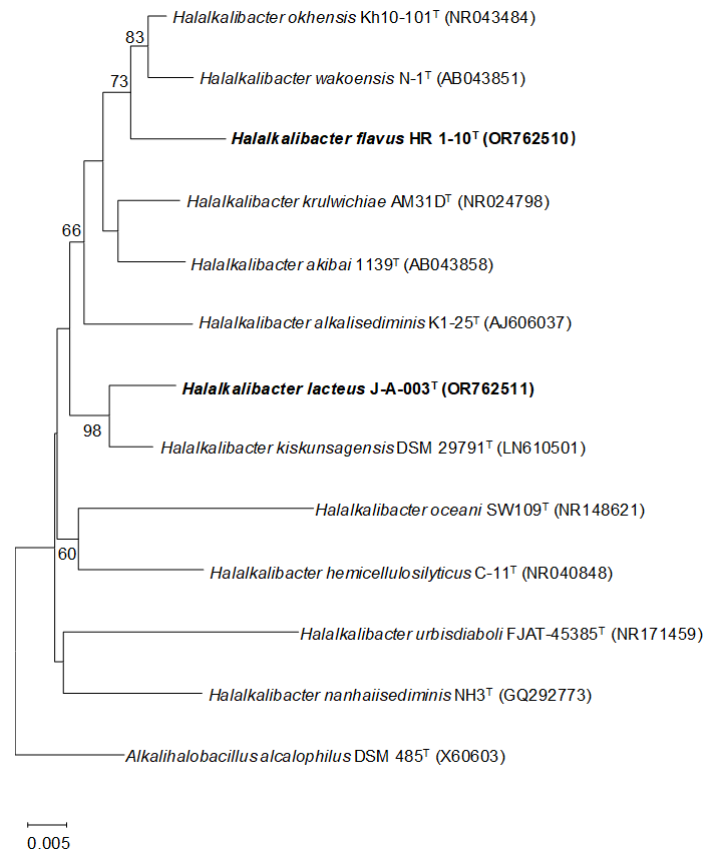 Halalkalibacter okhensis Kh10-101ᵀ (NR043484)
83
Halalkalibacter wakoensis N-1ᵀ (AB043851)
73
Halalkalibacter flavus HR 1-10ᵀ (OR762510)
Halalkalibacter krulwichiae AM31Dᵀ (NR024798)
66
Halalkalibacter akibai 1139ᵀ (AB043858)
Halalkalibacter alkalisediminis K1-25ᵀ (AJ606037)
Halalkalibacter lacteus J-A-003ᵀ (OR762511)
98
Halalkalibacter kiskunsagensis DSM 29791ᵀ (LN610501)
Halalkalibacter oceani SW109ᵀ (NR148621)
60
Halalkalibacter hemicellulosilyticus C-11ᵀ (NR040848)
Halalkalibacter urbisdiaboli FJAT-45385ᵀ (NR171459)
Halalkalibacter nanhaiisediminis NH3ᵀ (GQ292773)
Alkalihalobacillus alcalophilus DSM 485ᵀ (X60603)
0.005